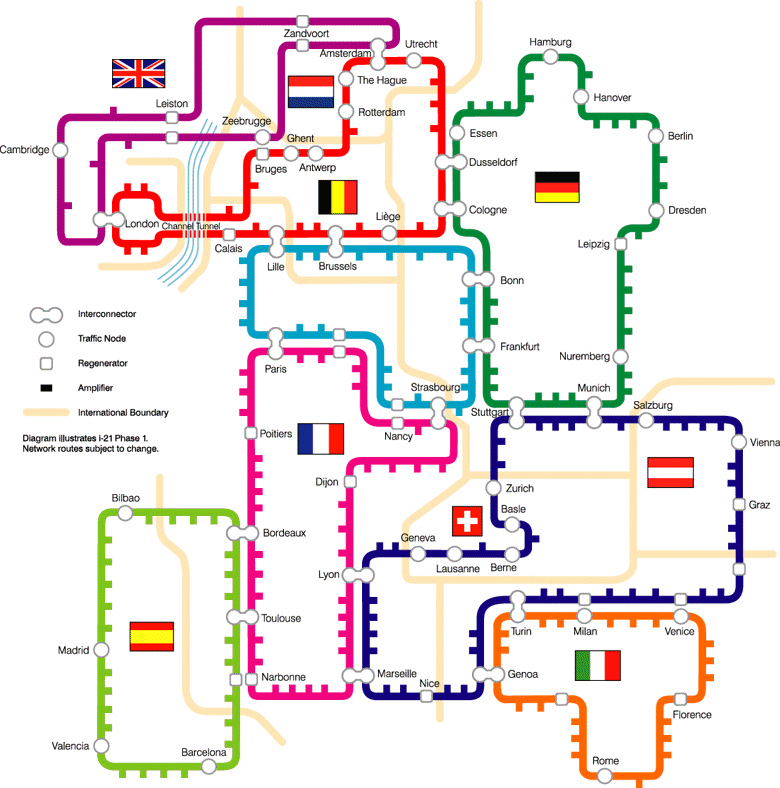 Zandvoort
Amsterdam
Utrecht
Hamburg
The Hague
Leiston
Hanover
Rotterdam
Zeebrugge
Essen
Berlin
Cambridge
Ghent
Bruges
Antwerp
Dusseldorf
London
Channel Tunnel
Liège
Cologne
Dresden
Calais
Leipzig
Lille
Brussels
Bonn
Interconnector
Traffic Node
Regenerator
Amplifier
International Boundary
Diagram illustrates i-21 Phase 1.
Network routes subject to change.
Paris
Frankfurt
Nuremberg
Strasbourg
Stuttgart
Munich
Salzburg
Poitiers
Nancy
Vienna
Dijon
Zurich
Bilbao
Basle
Graz
Bordeaux
Geneva
Lausanne
Berne
Lyon
Toulouse
Turin
Milan
Venice
Madrid
Narbonne
Marseille
Nice
Genoa
Florence
Valencia
Barcelona
Rome